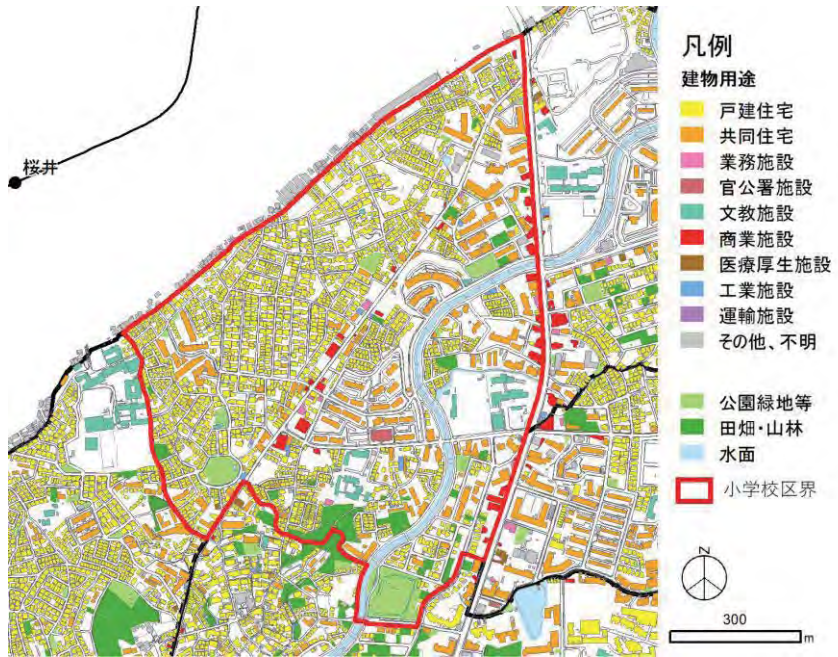 桜井
凡例
建物用途
戸建住宅
共同住宅
業務施設
官公署施設
文教施設
商業施設
医療厚生施設
工業施設
運輸施設
その他、不明
公園緑地等
田畑・山林
水面
小学校区界
N
300
m